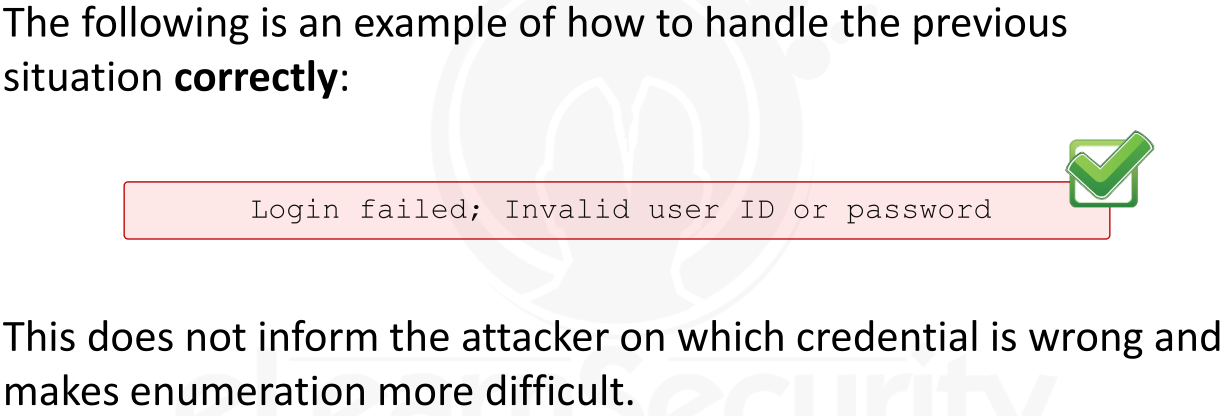 The following is an example of how to handle the previous
situation correctly:
Login failed; Invalid user ID or password
This does not inform the attacker on which credential is wrong and
makes enumeration more difficult.
eLearnSecurity